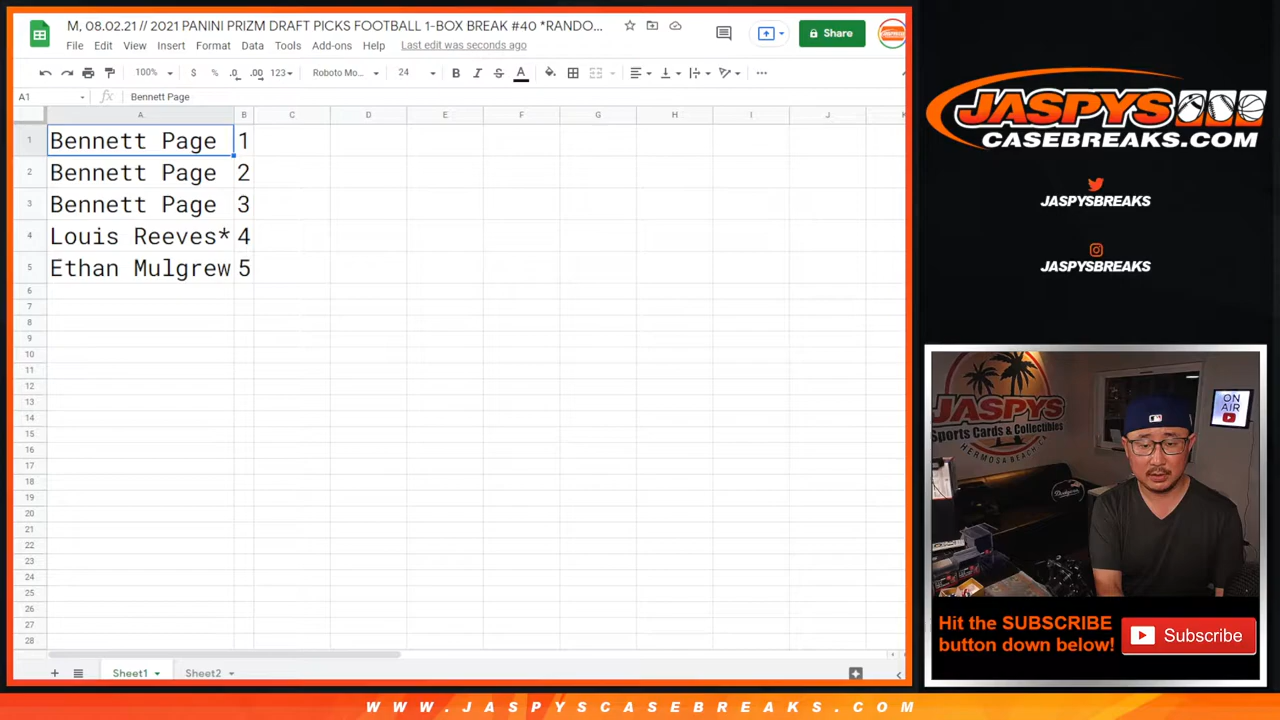 M, 08.02.21 // 2021 PANINI PRIZM DRAFT PICKS FOOTBALL 1-BOX BREAK #40 *RANDO...
File Edit View Insert Format Data Tools Add-ons Help Last edit was seconds ago
Share
100% $ % .0 .00 123 Roboto Mo... 24 B I S A
A1 fx Bennett Page
A B C D E F G H I J K
1 Bennett Page 1
2 Bennett Page 2
3 Bennett Page 3
4 Louis Reeves* 4
5 Ethan Mulgrew 5
6
7
8
9
10
11
12
13
14
15
16
17
18
19
20
21
22
23
24
25
26
27
28
Sheet1 Sheet2
JASPYS
CASEBREAKS.COM
JASPYSBREAKS
JASPYSBREAKS
JASPYS
Sports Cards & Collectibles
HERMOSA BEACH, CA
ON
AIR
Dodgers
Hit the SUBSCRIBE
button down below!
Subscribe
WWW.JASPYSCASEBREAKS.COM